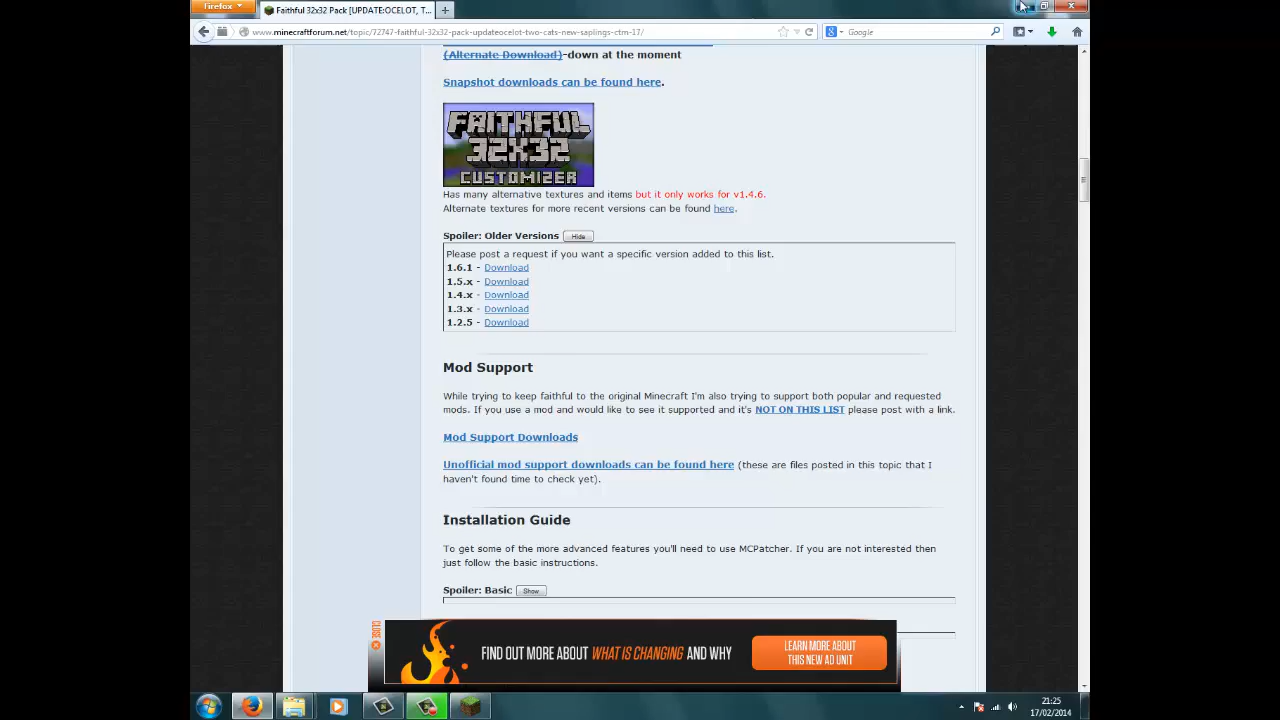 Firefox
Faithful 32x32 Pack [UPDATE:OCELOT, T...
www.minecraftforum.net/topic/72747-faithful-32x32-pack-updateocelot-two-cats-new-saplings-ctm-17/
Google
(Alternate Download)-down at the moment
Snapshot downloads can be found here.
FAITHFUL
32X32
CUSTOMIZER
Has many alternative textures and items but it only works for v1.4.6.
Alternate textures for more recent versions can be found here.
Spoiler: Older Versions Hide
Please post a request if you want a specific version added to this list.
1.6.1 - Download
1.5.x - Download
1.4.x - Download
1.3.x - Download
1.2.5 - Download
Mod Support
While trying to keep faithful to the original Minecraft I'm also trying to support both popular and requested
mods. If you use a mod and would like to see it supported and it's NOT ON THIS LIST please post with a link.
Mod Support Downloads
Unofficial mod support downloads can be found here (these are files posted in this topic that I
haven't found time to check yet).
Installation Guide
To get some of the more advanced features you'll need to use MCPatcher. If you are not interested then
just follow the basic instructions.
Spoiler: Basic Show
CLOSE
FIND OUT MORE ABOUT WHAT IS CHANGING AND WHY
LEARN MORE ABOUT
THIS NEW AD UNIT
21:25
17/02/2014